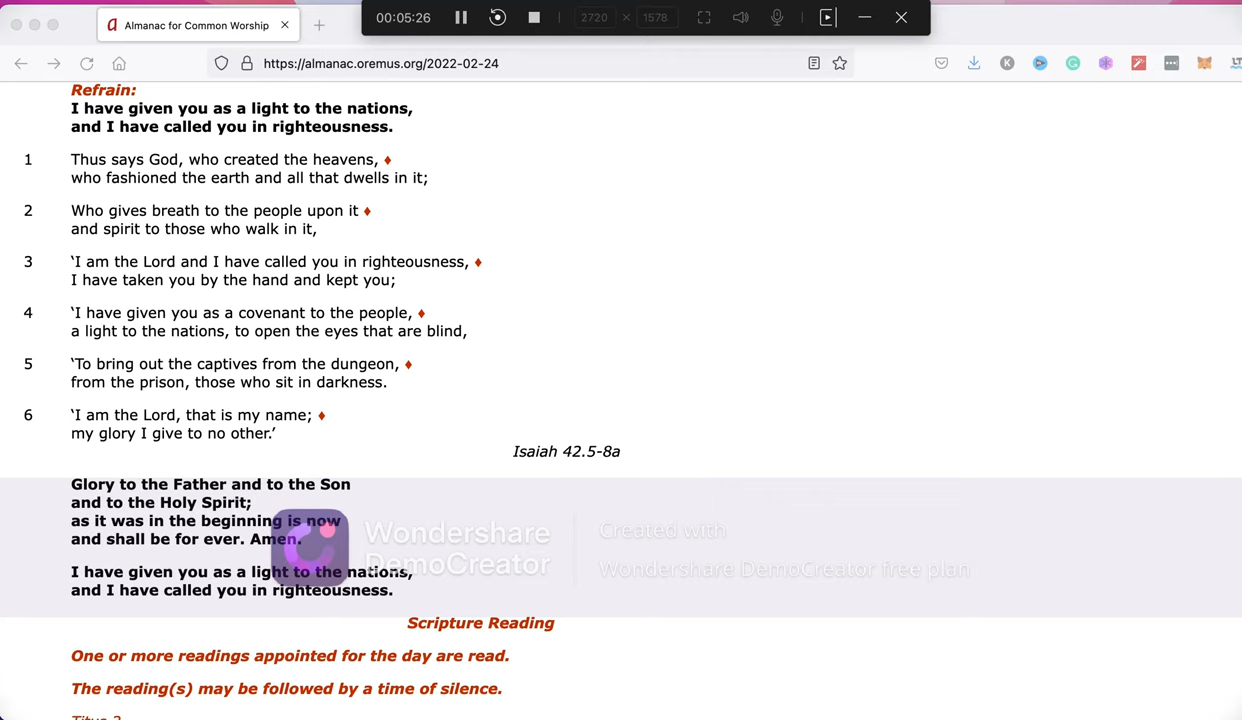 00:05:26
2720 × 1578
a Almanac for Common Worship
https://almanac.oremus.org/2022-02-24
K
LT
Refrain:
I have given you as a light to the nations,
and I have called you in righteousness.
1 Thus says God, who created the heavens, ♦
who fashioned the earth and all that dwells in it;
2 Who gives breath to the people upon it ♦
and spirit to those who walk in it,
3 ‘I am the Lord and I have called you in righteousness, ♦
I have taken you by the hand and kept you;
4 ‘I have given you as a covenant to the people, ♦
a light to the nations, to open the eyes that are blind,
5 ‘To bring out the captives from the dungeon, ♦
from the prison, those who sit in darkness.
6 ‘I am the Lord, that is my name; ♦
my glory I give to no other.’
Isaiah 42.5-8a
Glory to the Father and to the Son
and to the Holy Spirit;
as it was in the beginning is now
and shall be for ever. Amen.
Wondershare
DemoCreator
Created with
Wondershare DemoCreator free plan
I have given you as a light to the nations,
and I have called you in righteousness.
Scripture Reading
One or more readings appointed for the day are read.
The reading(s) may be followed by a time of silence.
Titus 2